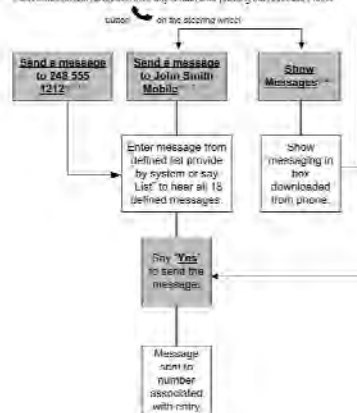 button on the steering wheel
Send a message
to 248 555
1212
Send a message
to John Smith
Mobile
Show
Messages
Enter message from
defined list provide
by system or say
List" to hear all 18
defined messages.
Show
messaging in
box
downloaded
from phone.
Say "Yes"
to send the
message.
Message
sent to
number
associated
with entry